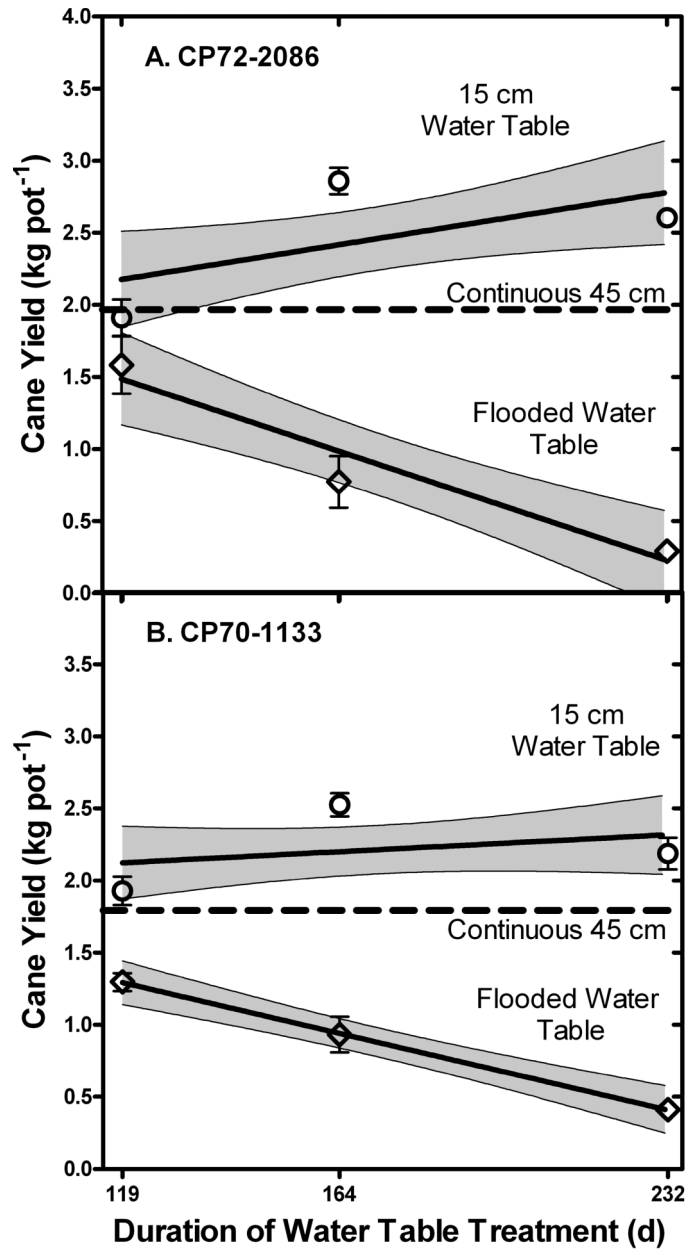 4.0
A. CP72-2086
3.5
15 cm
Water Table
3.0
2.5
Continuous 45 cm
2.0
1.5
Flooded Water
Table
1.0
0.5
0.0
Cane Yield (kg pot⁻¹)
B. CP70-1133
3.5
15 cm
Water Table
3.0
2.5
2.0
Continuous 45 cm
1.5
Flooded Water
Table
1.0
0.5
0.0
Cane Yield (kg pot⁻¹)
119 164 232
Duration of Water Table Treatment (d)